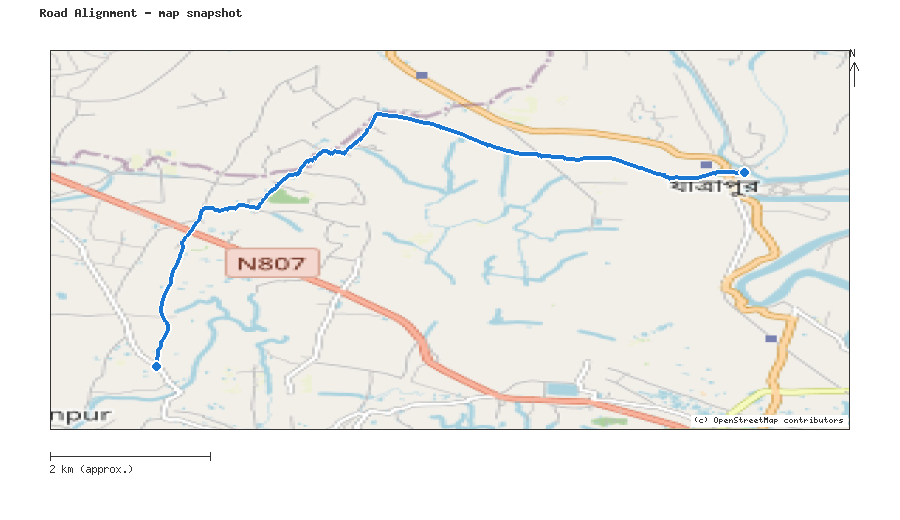 Road Alignment - map snapshot
N
N807
npur
(c) OpenStreetMap contributors
2 km (approx.)